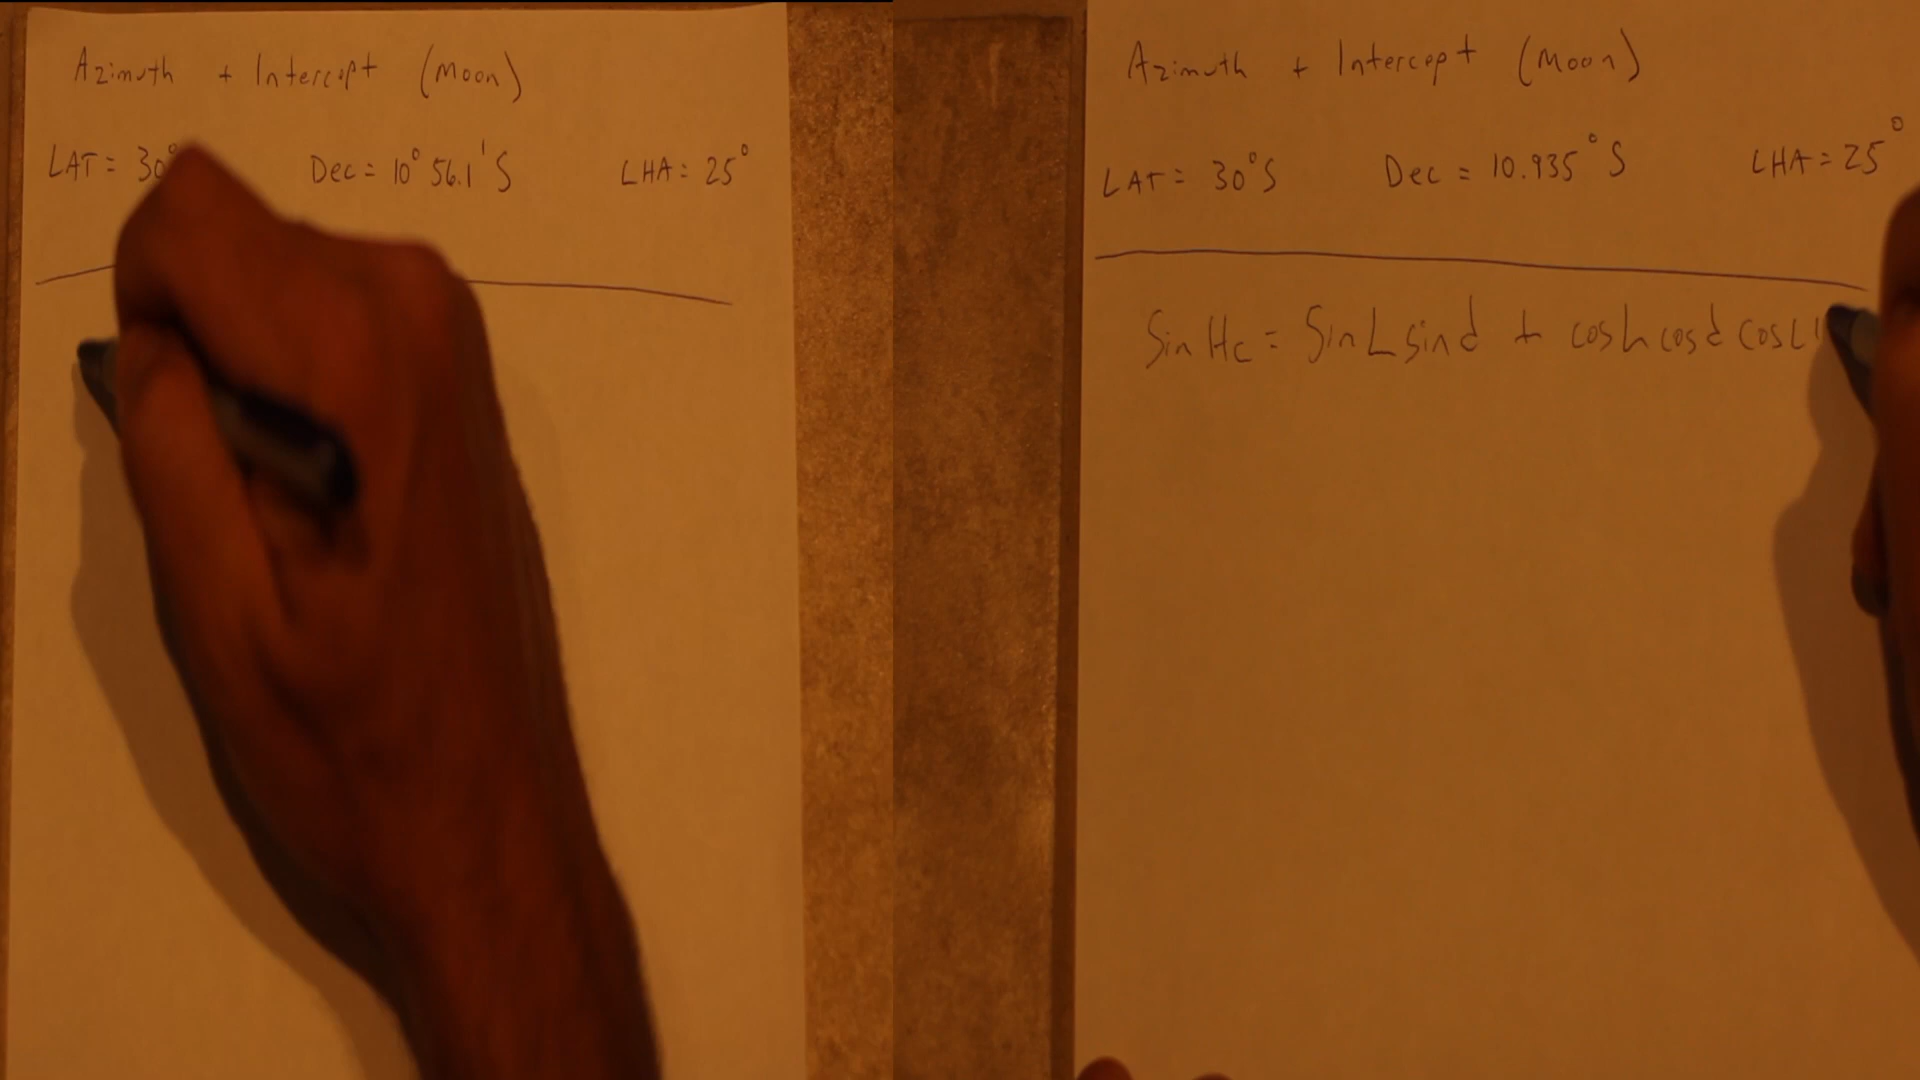 Azimuth + Intercept (Moon)
LAT = 30°
Dec = 10° 56.1' S
LHA = 25°
Azimuth + Intercept (Moon)
LAT = 30° S
Dec = 10.935° S
LHA = 25°
Sin Hc = Sin L sin d + cos L cos d cos L